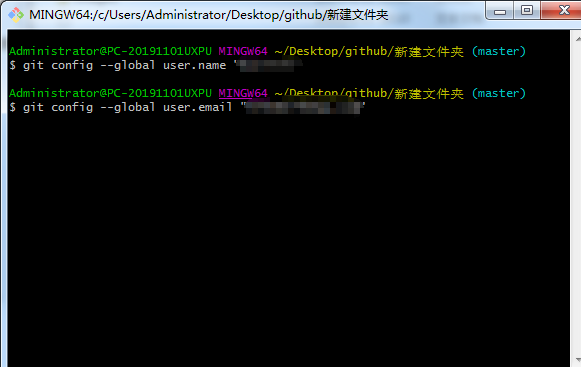 MINGW64:/c/Users/Administrator/Desktop/github/新建文件夹
Administrator@PC-20191101UXPU MINGW64 ~/Desktop/github/新建文件夹 (master)
$ git config --global user.name "
Administrator@PC-20191101UXPU MINGW64 ~/Desktop/github/新建文件夹 (master)
$ git config --global user.email "